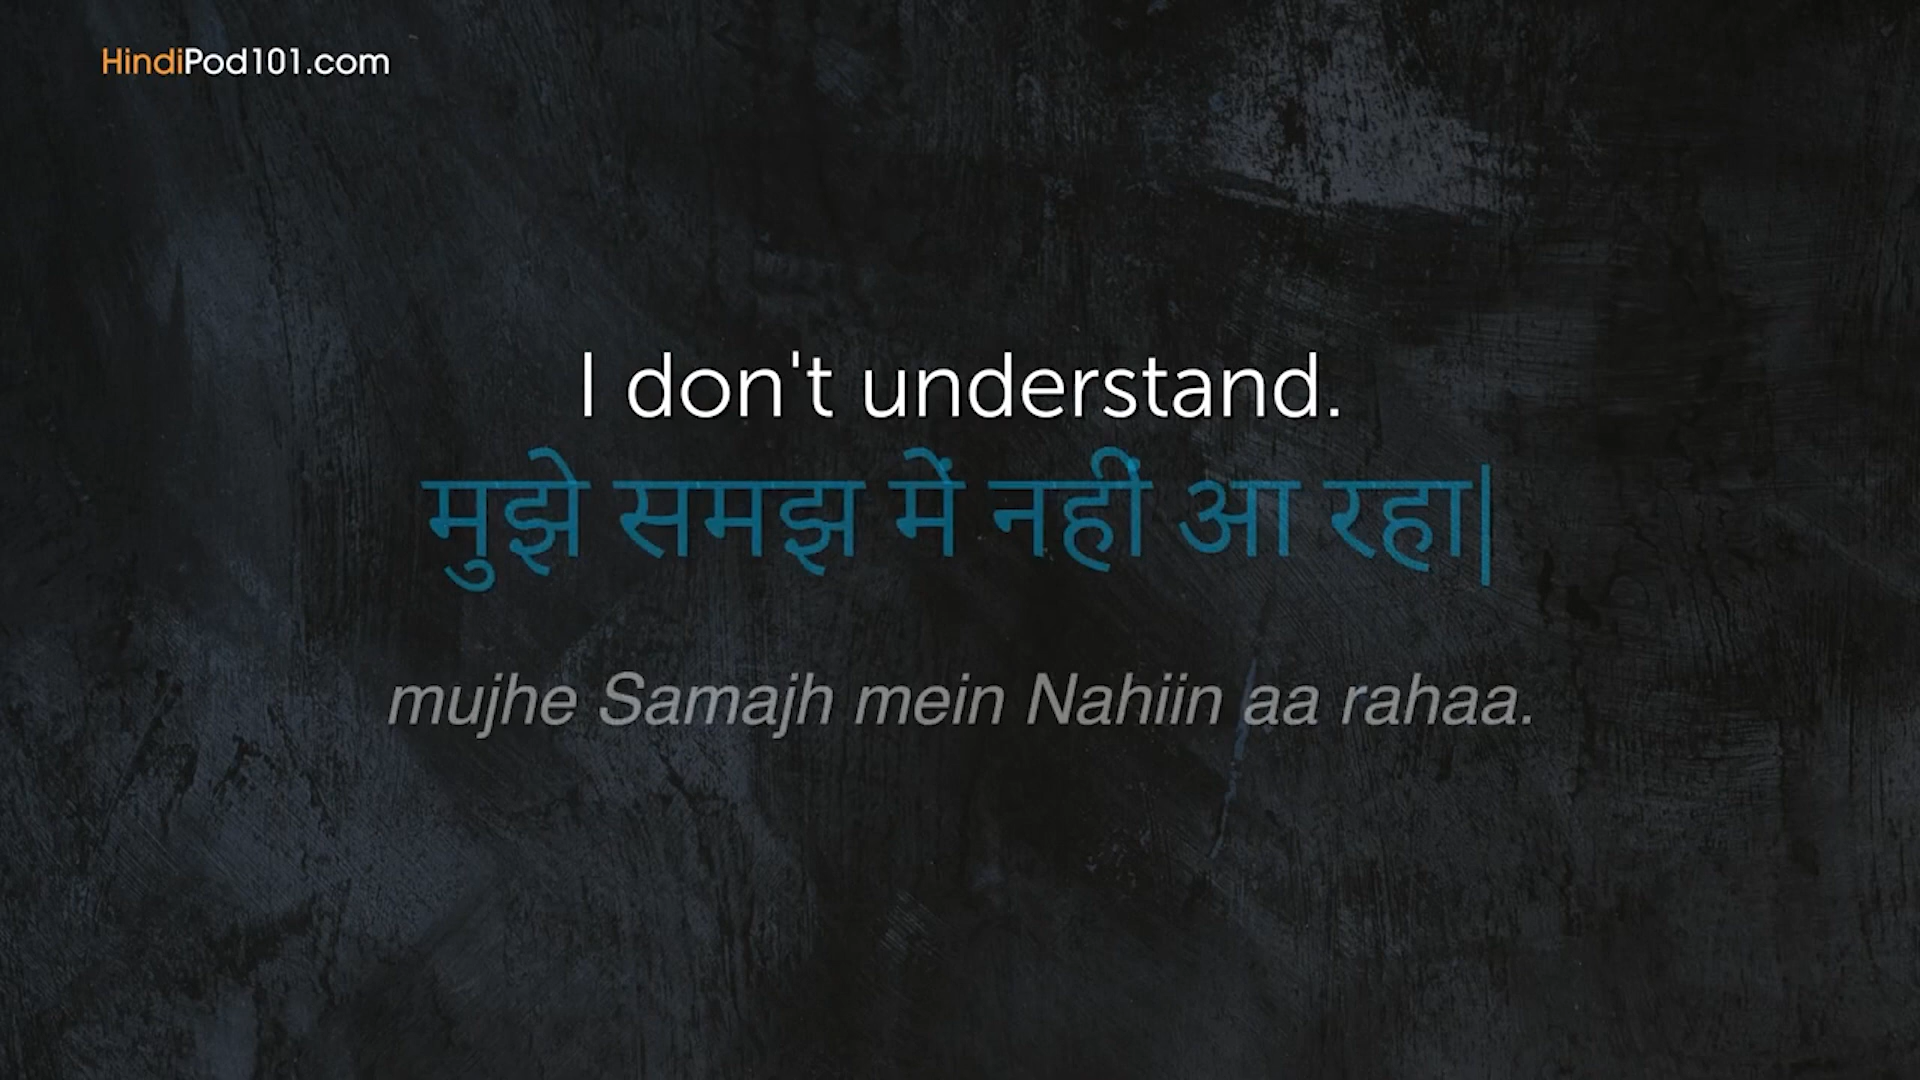 HindiPod101.com
I don't understand.
मुझे समझ में नहीं आ रहा|
mujhe Samajh mein Nahiin aa rahaa.